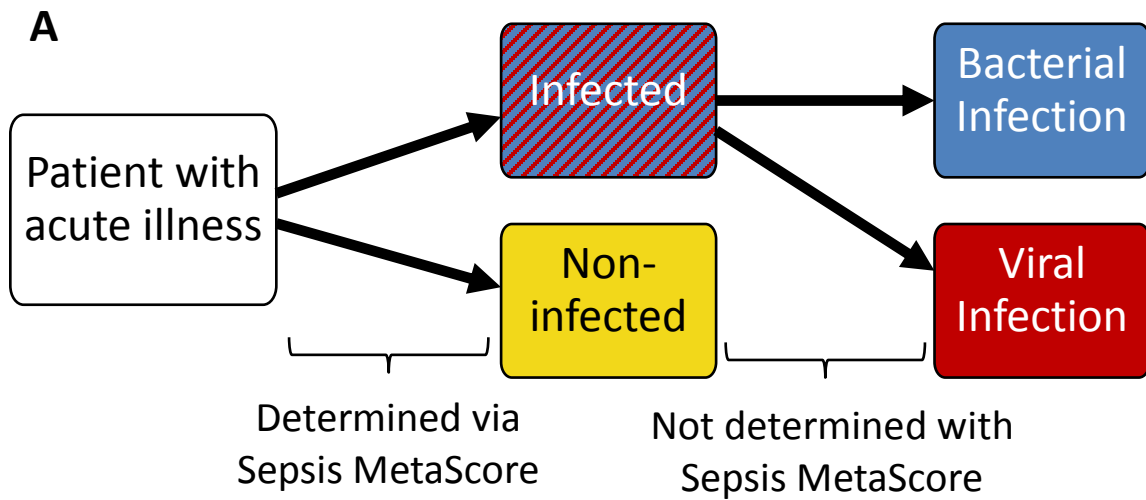 A
Patient with
acute illness
Infected
Non-
infected
Bacterial
Infection
Viral
Infection
Determined via
Sepsis MetaScore
Not determined with
Sepsis MetaScore